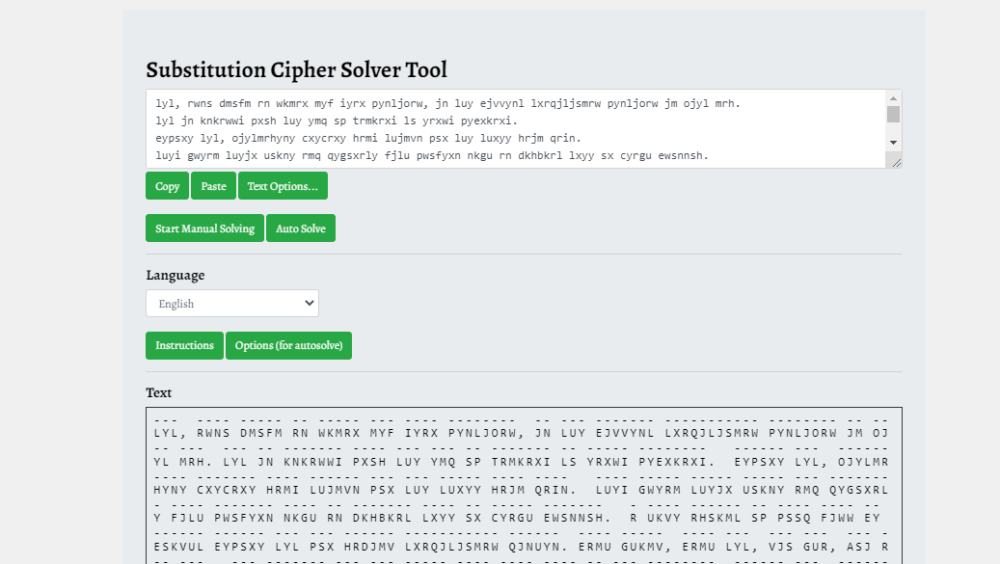 Substitution Cipher Solver Tool
lyl, rwns dmsfm rn wkmrx myf iyrx pynljorw, jn luy ejvvynl lxrqjljsmrw pynljorw jm ojyl mrh.
lyl jn knkrwwi pxsh luy ymq sp trmkrxi ls yrxwi pyexkrxi.
eypsxy lyl, ojylmrhyny cxycrxy hrmi lujmvn psx luy luxyy hrjm qrin.
luyi gwyrm luyjx uskny rmq qygsxrly fjlu pwsfyxn nkgu rn dkhbkrl lxyy sx cyrgu ewsnnsh.
Copy Paste Text Options...
Start Manual Solving Auto Solve
Language
English
Instructions Options (for autosolve)
Text
--- ---- ----- -- ----- --- ---- -------- -- --- ------- ----------- -------- -- --
LYL, RWNS DMSFM RN WKMRX MYF IYRX PYNLJORW, JN LUY EJVVYNL LXRQJLJSMRW PYNLJORW JM OJ
-- --- --- -- ------- ---- --- --- -- ------- -- ----- -------- ------ --- ------
YL MRH. LYL JN KNKRWWI PXSH LUY YMQ SP TRMKRXI LS YRXWI PYEXKRXI. EYPSXY LYL, OJYLMR
---- ------- ---- ------ --- --- ----- ---- ---- ---- ----- ----- ----- --- -------
HYNY CXYCRXY HRMI LUJMVN PSX LUY LUXYY HRJM QRIN. LUYI GWYRM LUYJX USKNY RMQ QYGSXRL
- ---- ------- ---- -- ------- ---- -- ----- ------- - ---- ------ -- ---- ---- --
Y FJLU PWSFYXN NKGU RN DKHBKRL LXYY SX CYRGU EWSNNSH. R UKVY RHSKML SP PSSQ FJWW EY
------ ------ --- --- ------- ----------- ------ ---- ----- ---- --- --- --- --- -
ESKVUL EYPSXY LYL PSX HRDJMV LXRQJLJSMRW QJNUYN. ERMU GUKMV, ERMU LYL, VJS GUR, ASJ R